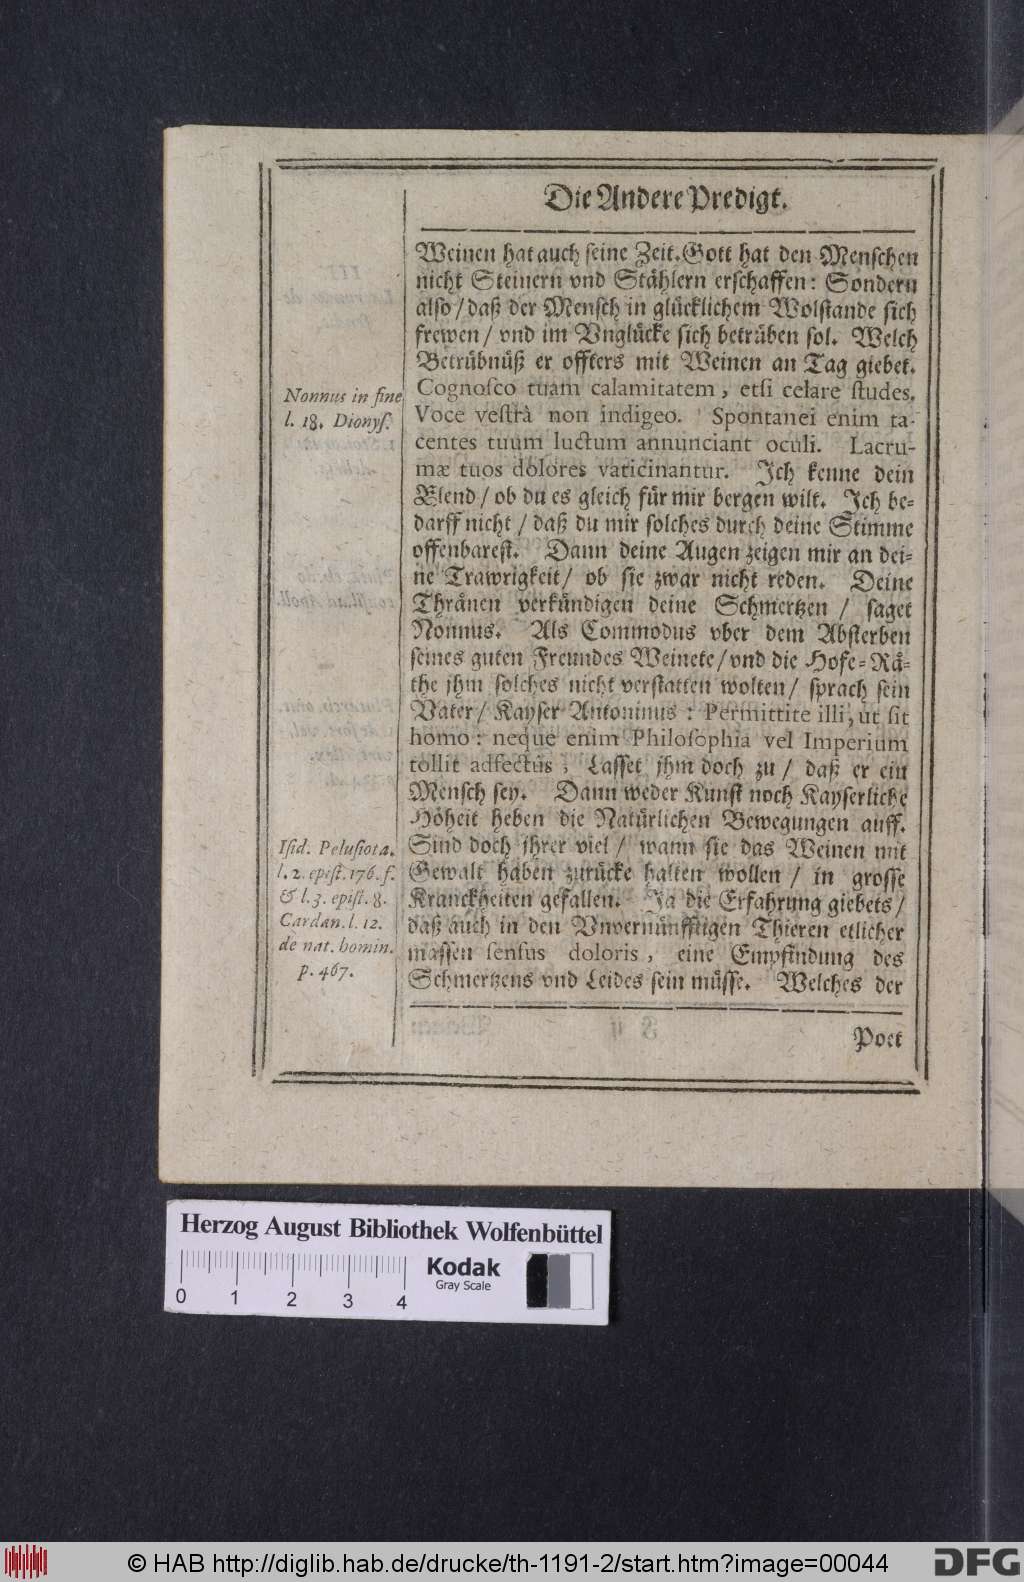 Die Andere Predigt.
Weinen hat auch seine Zeit. Gott hat den Menschen
nicht Steinern vnd Stählern erschaffen: Sondern
also / daß der Mensch in glücklichem Wolstande sich
frewen / vnd im Vnglücke sich betrüben sol. Welch
Betrübnüß er offters mit Weinen an Tag giebet.
Cognosco tuam calamitatem, etsi celare studes.
Voce vestrâ non indigeo. Spontanei enim ta-
centes tuum luctum annunciant oculi. Lacru-
mæ tuos dolores vaticinantur. Ich kenne dein
Elend / ob du es gleich für mir bergen wilt. Ich be-
darff nicht / daß du mir solches durch deine Stimme
offenbarest. Dann deine Augen zeigen mir an dei-
ne Trawrigkeit / ob sie zwar nicht reden. Deine
Thränen verkündigen deine Schmertzen / saget
Nonnus. Als Commodus vber dem Absterben
seines guten Freundes Weinete / vnd die Hofe-Rä-
the jhm solches nicht verstatten wolten / sprach sein
Vater / Kayser Antoninus: Permittite illi, ut sit
homo: neque enim Philosophia vel Imperium
tollit adfectus, Lasset jhm doch zu / daß er ein
Mensch sey. Dann weder Kunst noch Kayserliche
Höheit heben die Natürlichen Bewegungen auff.
Sind doch jhrer viel / wann sie das Weinen mit
Gewalt haben zurücke halten wollen / in grosse
Kranckheiten gefallen. Ja die Erfahrung giebets /
daß auch in den Vnvernünfftigen Thieren etlicher
massen sensus doloris, eine Empfindung des
Schmertzens vnd Leides sein müsse. Welches der
Poet
Nonnus in fine
l. 18. Dionys.
Isid. Pelusiota.
l. 2. epist. 176. s.
& l. 3. epist. 8.
Cardan. l. 12.
de nat. homin.
p. 467.
Herzog August Bibliothek Wolfenbüttel
Kodak
Gray Scale
0 1 2 3 4
© HAB http://diglib.hab.de/drucke/th-1191-2/start.htm?image=00044
DFG